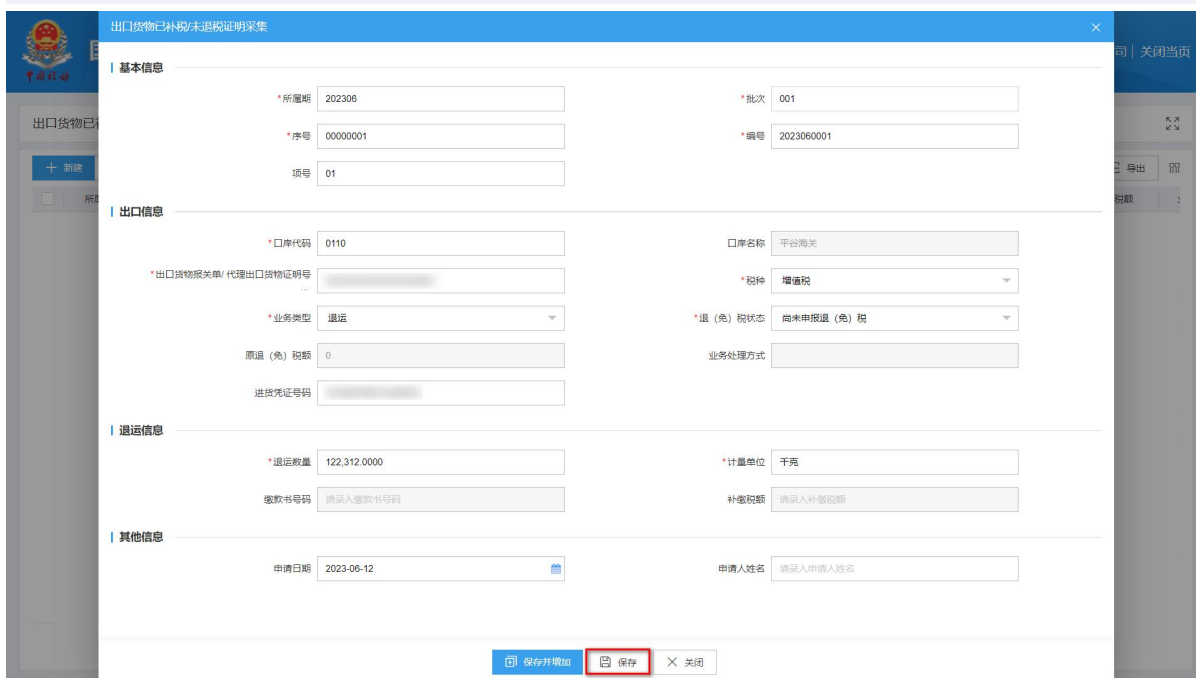 出口货物已补税/未退税证明采集
中国税务
司 | 关闭当页
基本信息
*所属期 202306 *批次 001
*序号 00000001 *编号 2023060001
项号 01
出口货物已补
+ 新建
导出
所属
税额
出口信息
*口岸代码 0110 口岸名称 平谷海关
*出口货物报关单/代理出口货物证明号 *税种 增值税
...
*业务类型 退运 *退（免）税状态 尚未申报退（免）税
原退（免）税额 0 业务处理方式
进货凭证号码
退运信息
*退运数量 122,312.0000 *计量单位 千克
缴款书号码 请录入缴款书号码 补缴税额 请录入补缴税额
其他信息
申请日期 2023-06-12 申请人姓名 请录入申请人姓名
保存并增加 保存 关闭